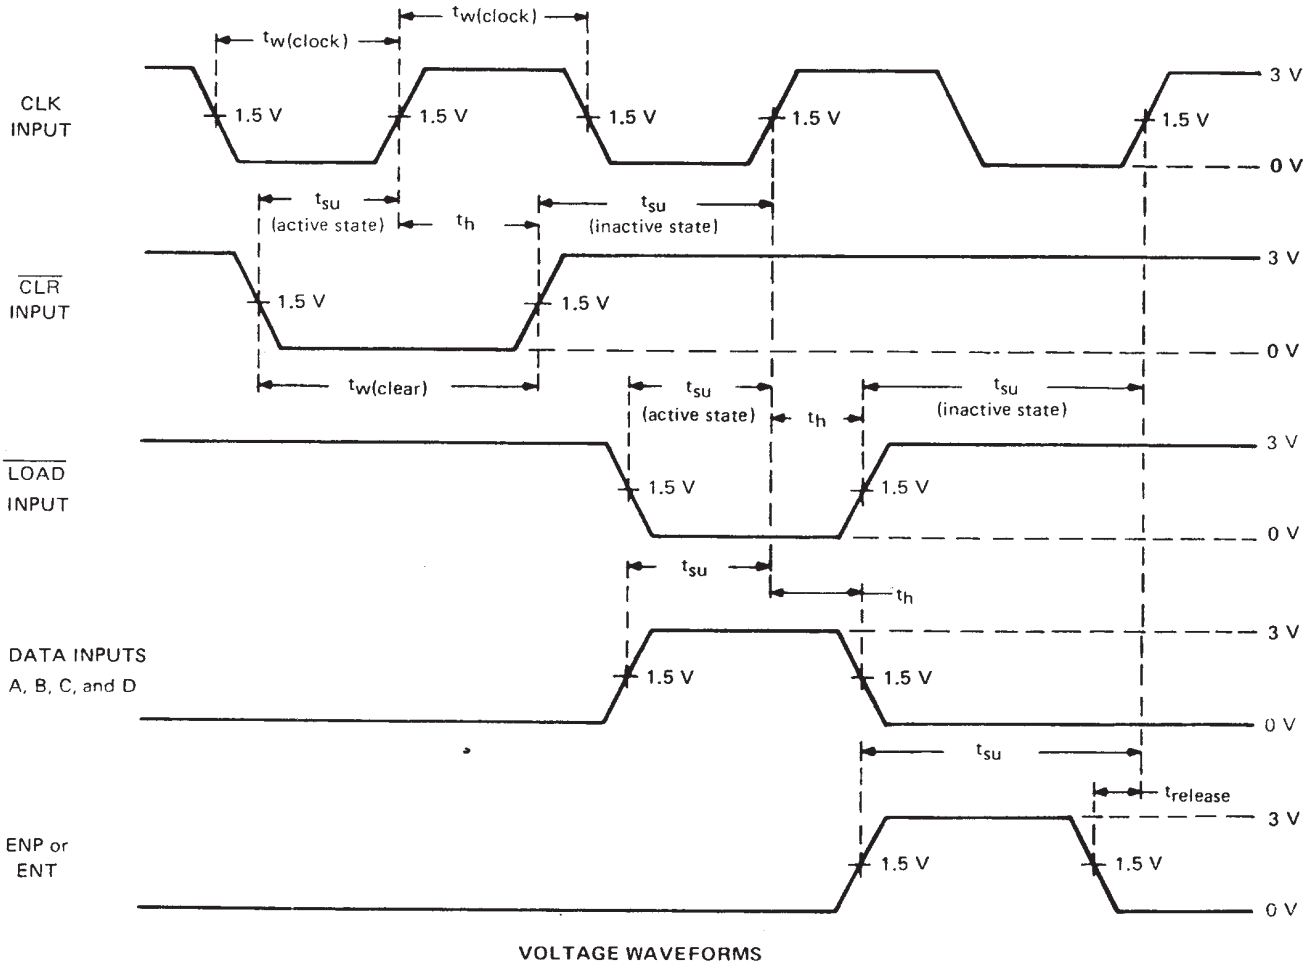 tw(clock)
tw(clock)
3 V
CLK
INPUT
1.5 V
1.5 V
1.5 V
1.5 V
1.5 V
0 V
tsu
(active state)
th
tsu
(inactive state)
3 V
CLR
INPUT
1.5 V
1.5 V
0 V
tw(clear)
tsu
(active state)
th
tsu
(inactive state)
3 V
LOAD
INPUT
1.5 V
1.5 V
0 V
tsu
th
3 V
DATA INPUTS
A, B, C, and D
1.5 V
1.5 V
0 V
tsu
trelease
3 V
ENP or
ENT
1.5 V
1.5 V
0 V
VOLTAGE WAVEFORMS